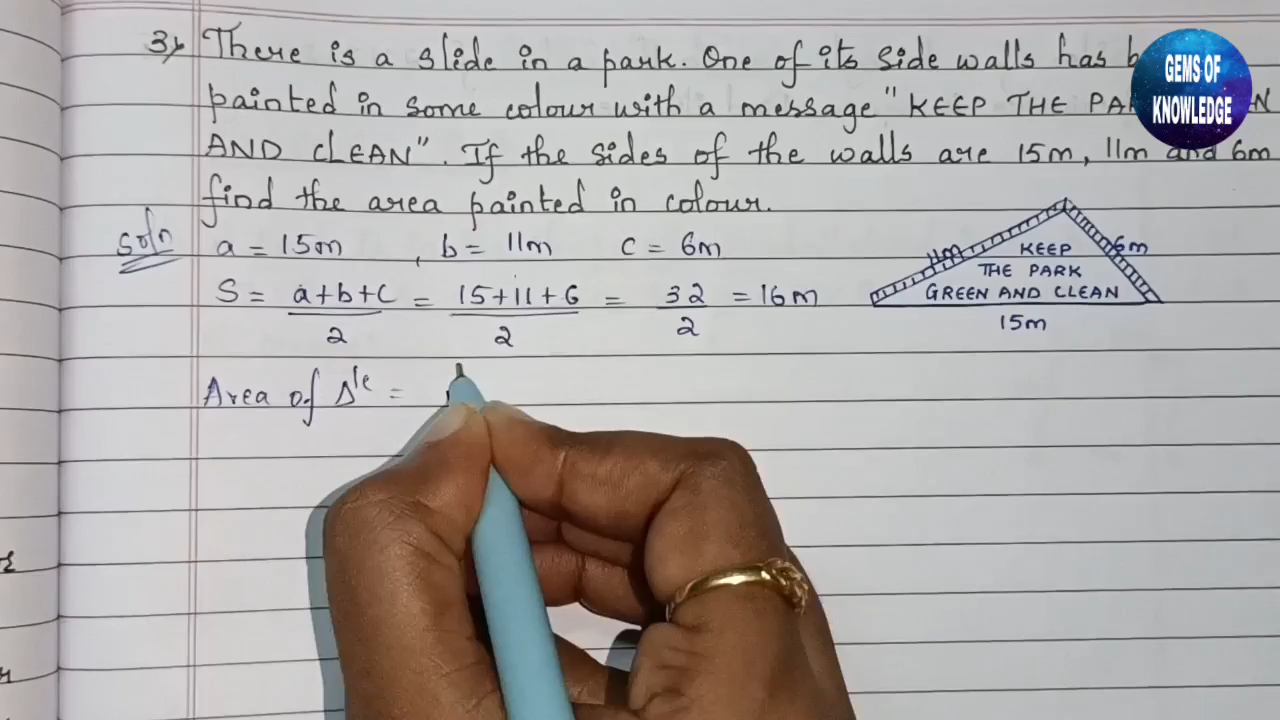 3) There is a slide in a park. One of its side walls has
painted in some colour with a message "KEEP THE
AND CLEAN". If the sides of the walls are 15m, 11m and 6m
find the area painted in colour.
Soln a = 15m , b = 11m c = 6m
S = a+b+c/2 = 15+11+6/2 = 32/2 = 16m
Area of Δle =
11m
6m
KEEP
THE PARK
GREEN AND CLEAN
15m
GEMS OF
KNOWLEDGE